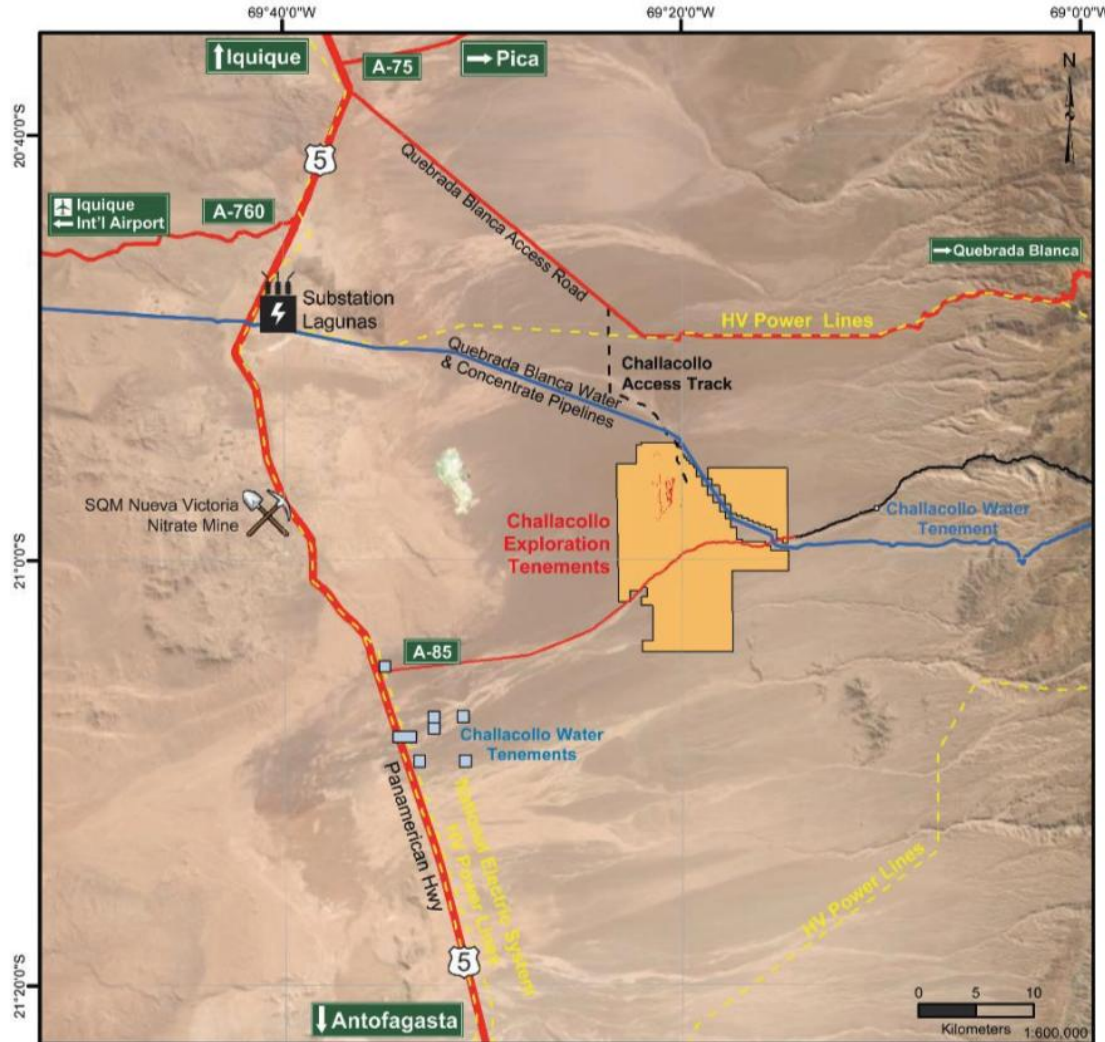 69°40'0"W
69°20'0"W
69°0'0"W
Iquique
A-75
Pica
N
20°40'0"S
5
Quebrada Blanca Access Road
Iquique
Int'l Airport
A-760
Quebrada Blanca
Substation
Lagunas
HV Power Lines
Quebrada Blanca Water
& Concentrate Pipelines
Challacollo
Access Track
SQM Nueva Victoria
Nitrate Mine
Challacollo
Exploration
Tenements
Challacollo Water
Tenement
21°0'0"S
A-85
Challacollo Water
Tenements
Panamerican Hwy
National Electric System
HV Power Lines
HV Power Lines
5
21°20'0"S
Antofagasta
0 5 10
Kilometers
1:600,000